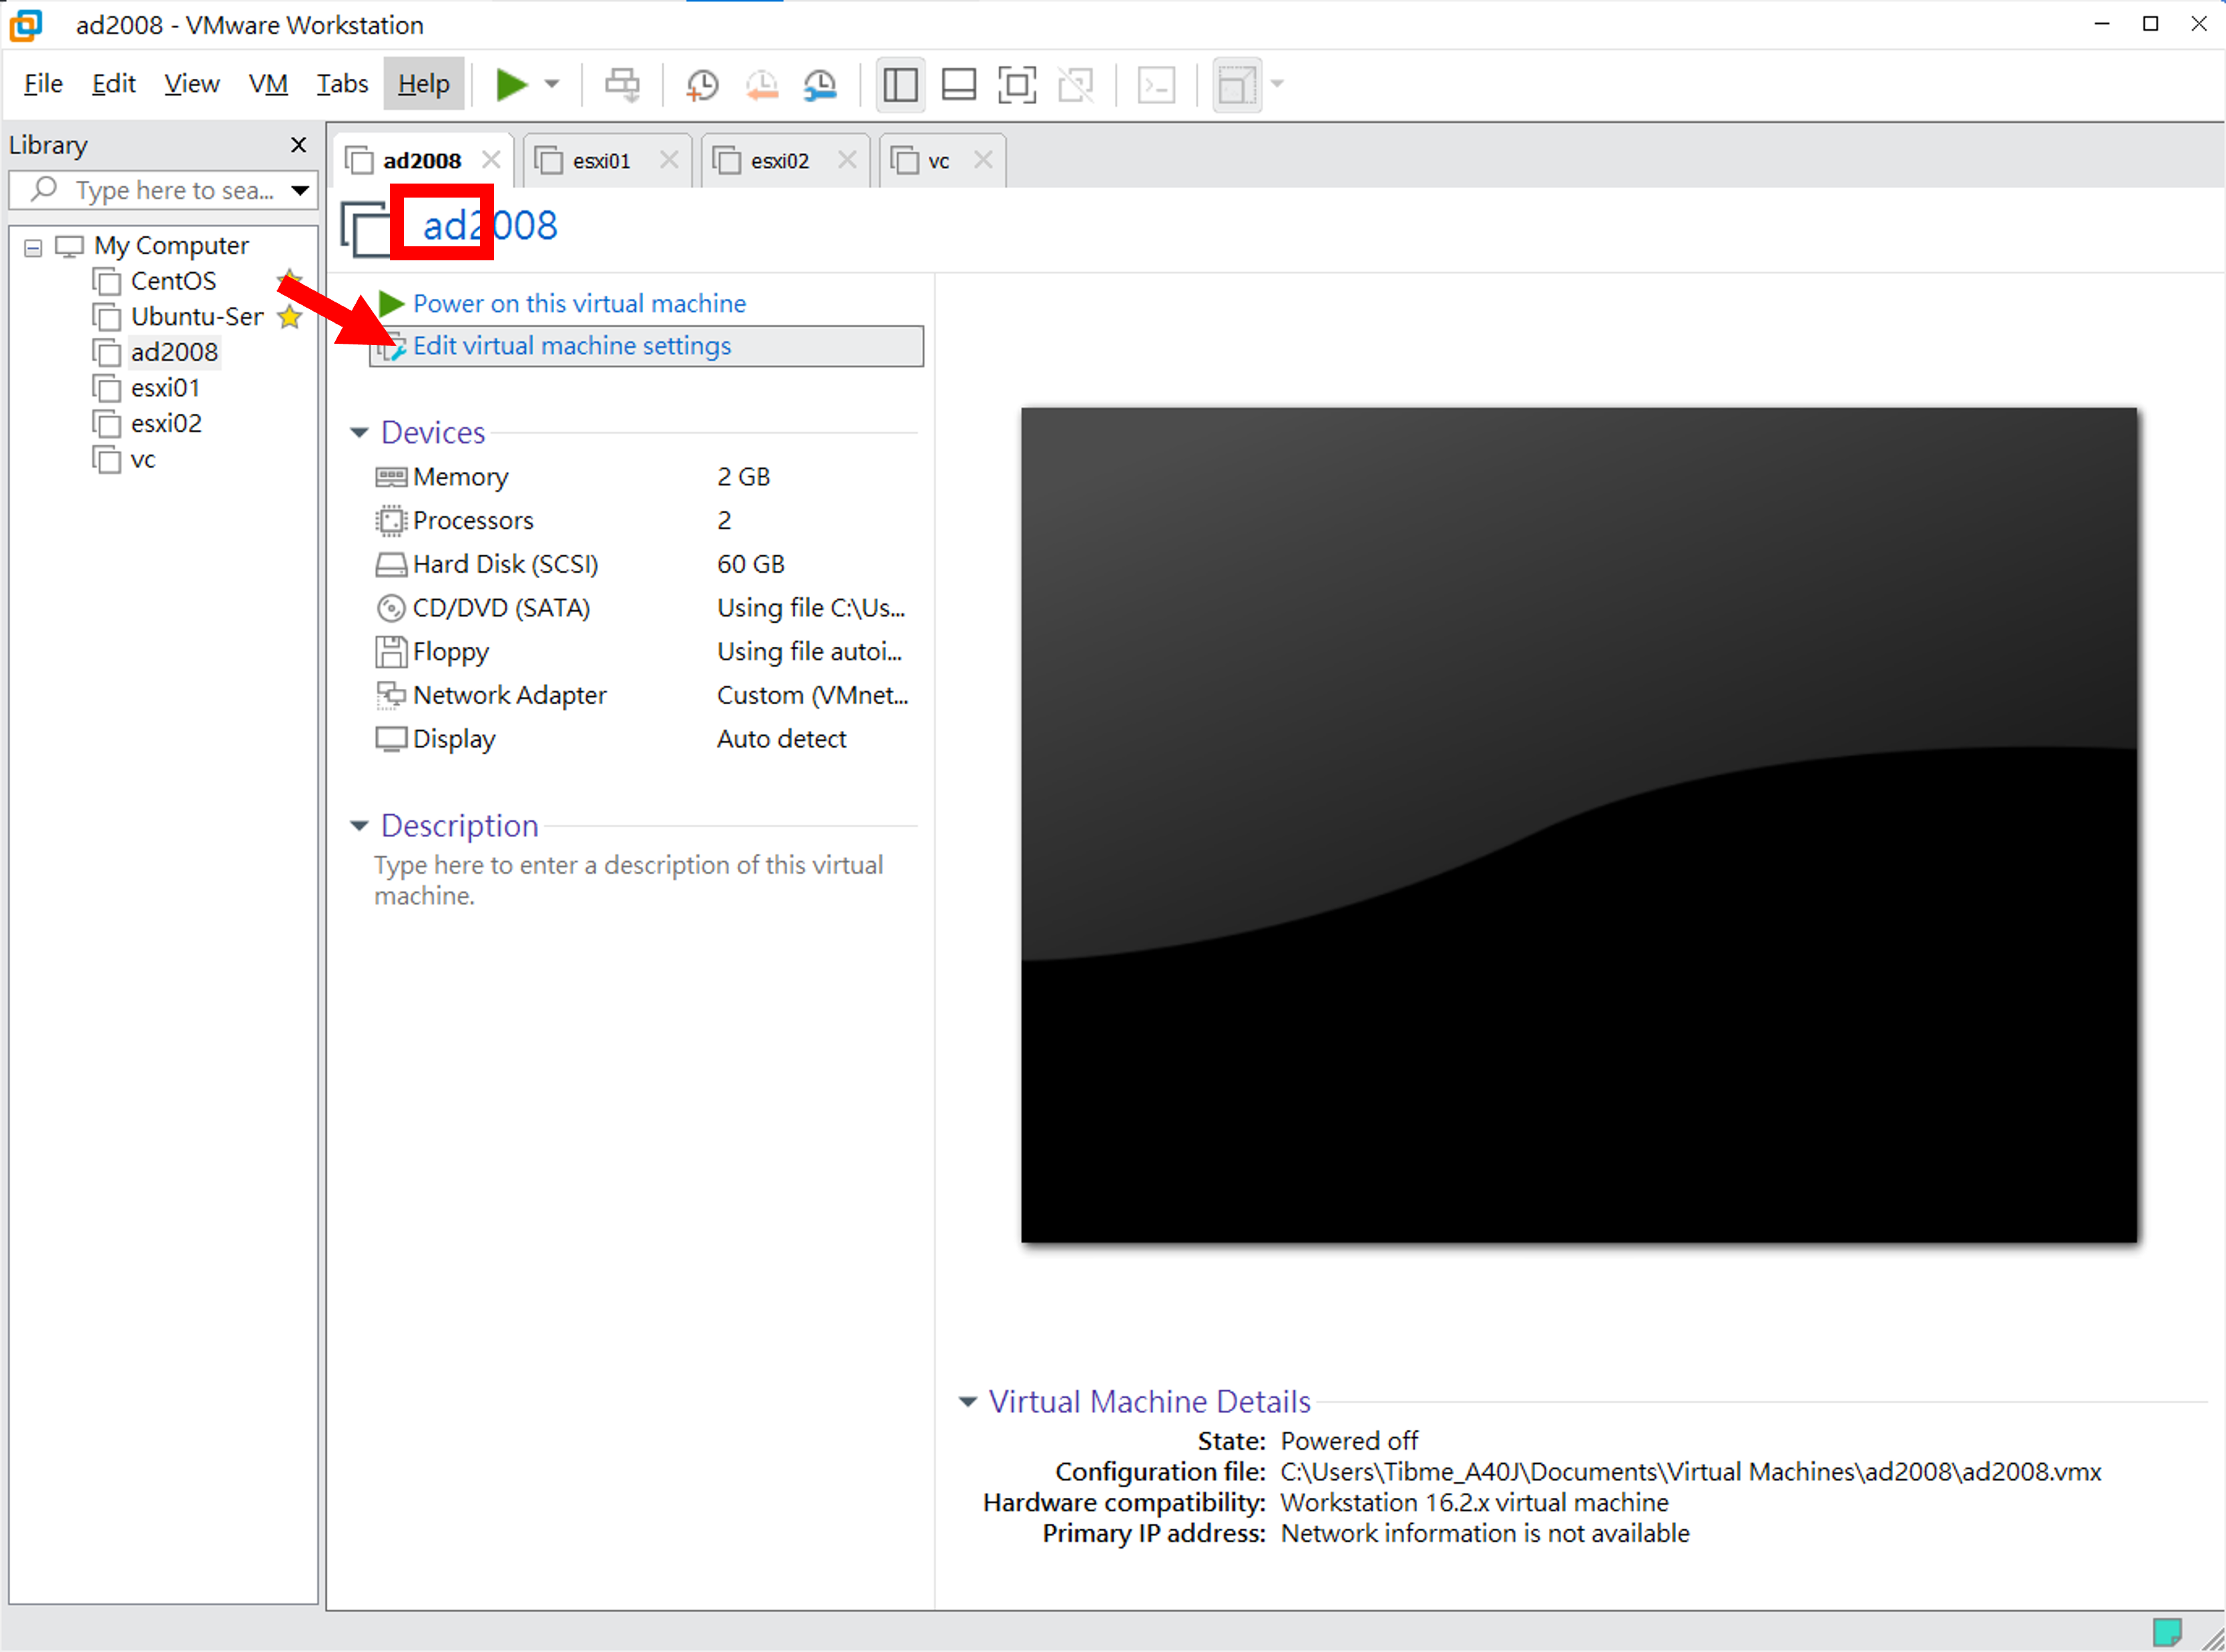 ad2008 - VMware Workstation
File Edit View VM Tabs Help
Library
Type here to sea...
My Computer
CentOS
Ubuntu-Ser
ad2008
esxi01
esxi02
vc
ad2008 esxi01 esxi02 vc
ad2008
Power on this virtual machine
Edit virtual machine settings
Devices
Memory 2 GB
Processors 2
Hard Disk (SCSI) 60 GB
CD/DVD (SATA) Using file C:\Us...
Floppy Using file autoi...
Network Adapter Custom (VMnet...
Display Auto detect
Description
Type here to enter a description of this virtual
machine.
Virtual Machine Details
State: Powered off
Configuration file: C:\Users\Tibme_A40J\Documents\Virtual Machines\ad2008\ad2008.vmx
Hardware compatibility: Workstation 16.2.x virtual machine
Primary IP address: Network information is not available